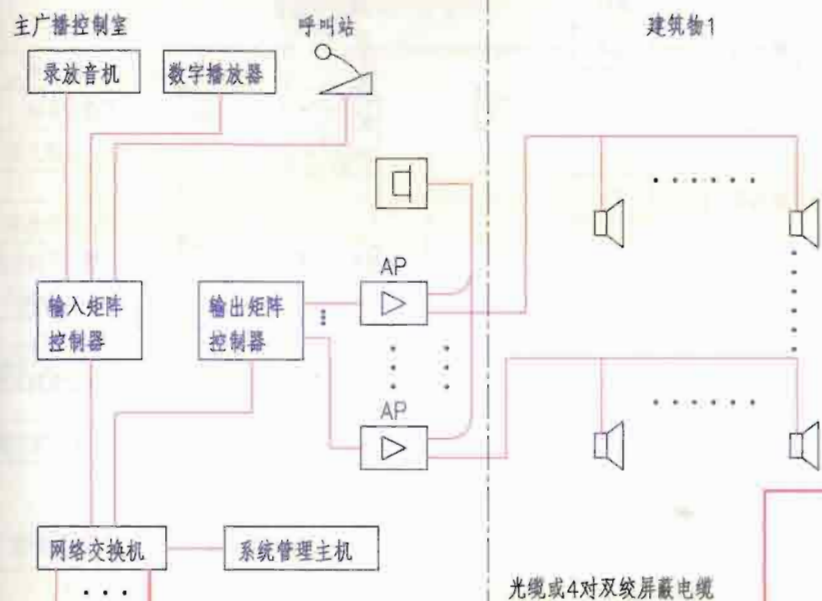 主广播控制室
呼叫站
建筑物1
录放音机
数字播放器
AP
输入矩阵
控制器
输出矩阵
控制器
AP
网络交换机
系统管理主机
光缆或4对双绞屏蔽电缆